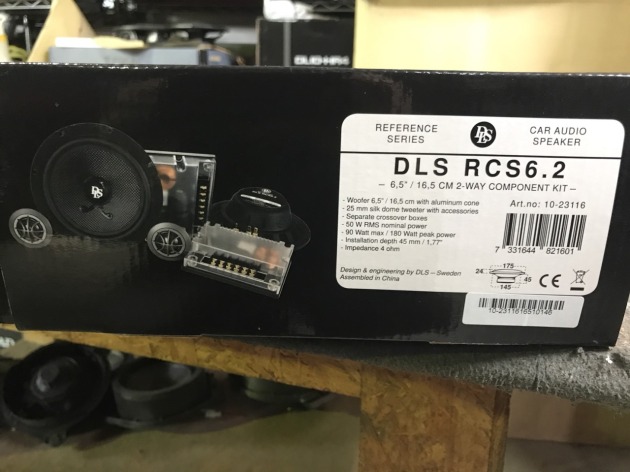 REFERENCE SERIES
DLS
CAR AUDIO SPEAKER
DLS RCS6.2
– 6,5" / 16,5 CM 2-WAY COMPONENT KIT –
- Woofer 6,5" / 16,5 cm with aluminum cone
- 25 mm silk dome tweeter with accessories
- Separate crossover boxes
- 50 W RMS nominal power
- 90 Watt max / 180 Watt peak power
- Installation depth 45 mm / 1,77"
- Impedance 4 ohm
Art.no: 10-23116
7 331644 821601
175
24
45
145
CE
Design & engineering by DLS – Sweden
Assembled in China
10-2311616510146
DLS